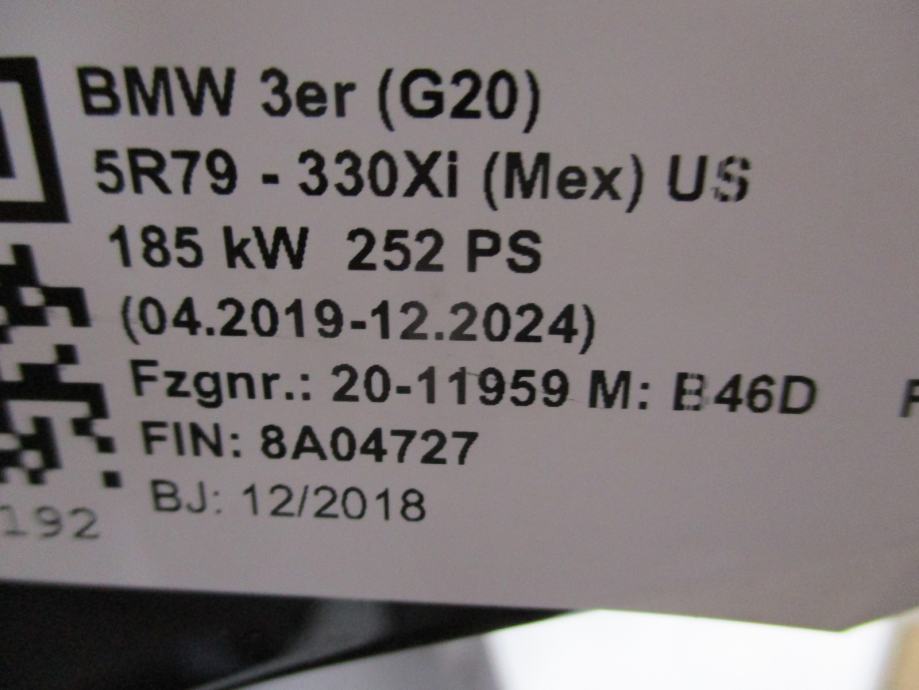 BMW 3er (G20)
5R79 - 330Xi (Mex) US
185 kW 252 PS
(04.2019-12.2024)
Fzgnr.: 20-11959 M: B46D
FIN: 8A04727
BJ: 12/2018
192